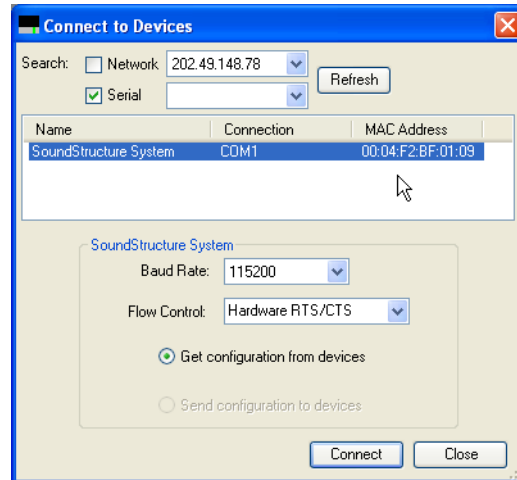 Connect to Devices
Search: Network 202.49.148.78 Refresh
Serial
Name Connection MAC Address
SoundStructure System COM1 00:04:F2:BF:01:09
SoundStructure System
Baud Rate: 115200
Flow Control: Hardware RTS/CTS
Get configuration from devices
Send configuration to devices
Connect Close